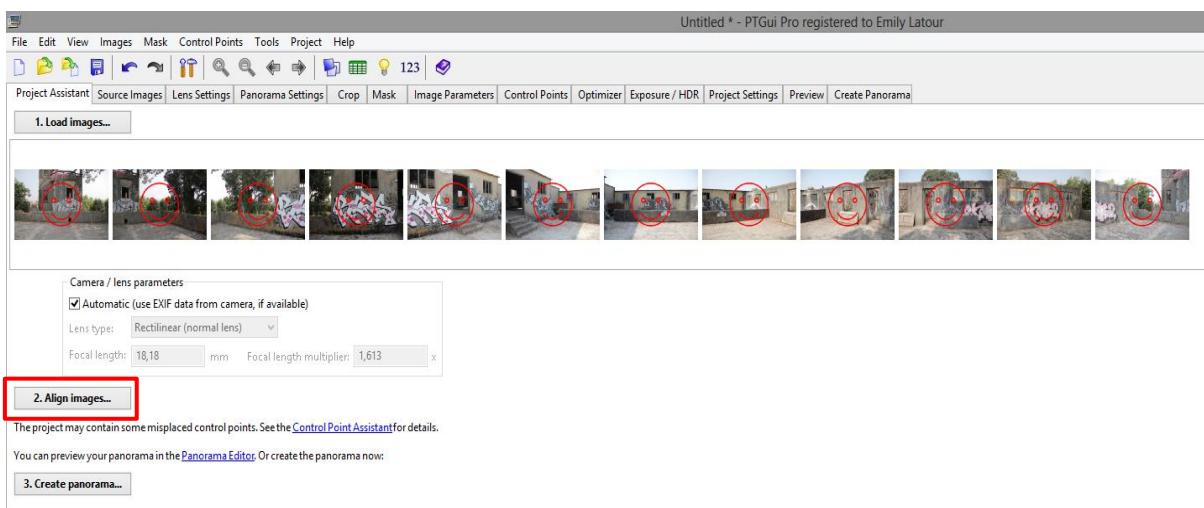 Untitled * - PTGui Pro registered to Emily Latour
File Edit View Images Mask Control Points Tools Project Help
123
Project Assistant Source Images Lens Settings Panorama Settings Crop Mask Image Parameters Control Points Optimizer Exposure / HDR Project Settings Preview Create Panorama
1. Load images...
Camera / lens parameters
Automatic (use EXIF data from camera, if available)
Lens type: Rectilinear (normal lens)
Focal length: 18,18 mm Focal length multiplier: 1,613 x
2. Align images...
The project may contain some misplaced control points. See the Control Point Assistant for details.
You can preview your panorama in the Panorama Editor. Or create the panorama now:
3. Create panorama...